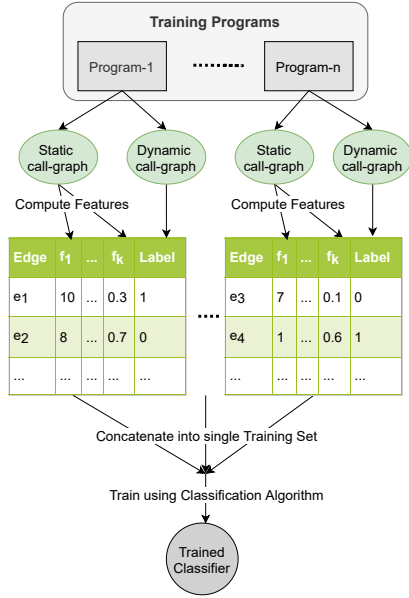 Training Programs
Program-1
Program-n
Static
call-graph
Dynamic
call-graph
Static
call-graph
Dynamic
call-graph
Compute Features
Compute Features
Edge f1 ... fk Label
e1 10 ... 0.3 1
e2 8 ... 0.7 0
... ... ... ...
Edge f1 ... fk Label
e3 7 ... 0.1 0
e4 1 ... 0.6 1
... ... ... ...
Concatenate into single Training Set
Train using Classification Algorithm
Trained
Classifier